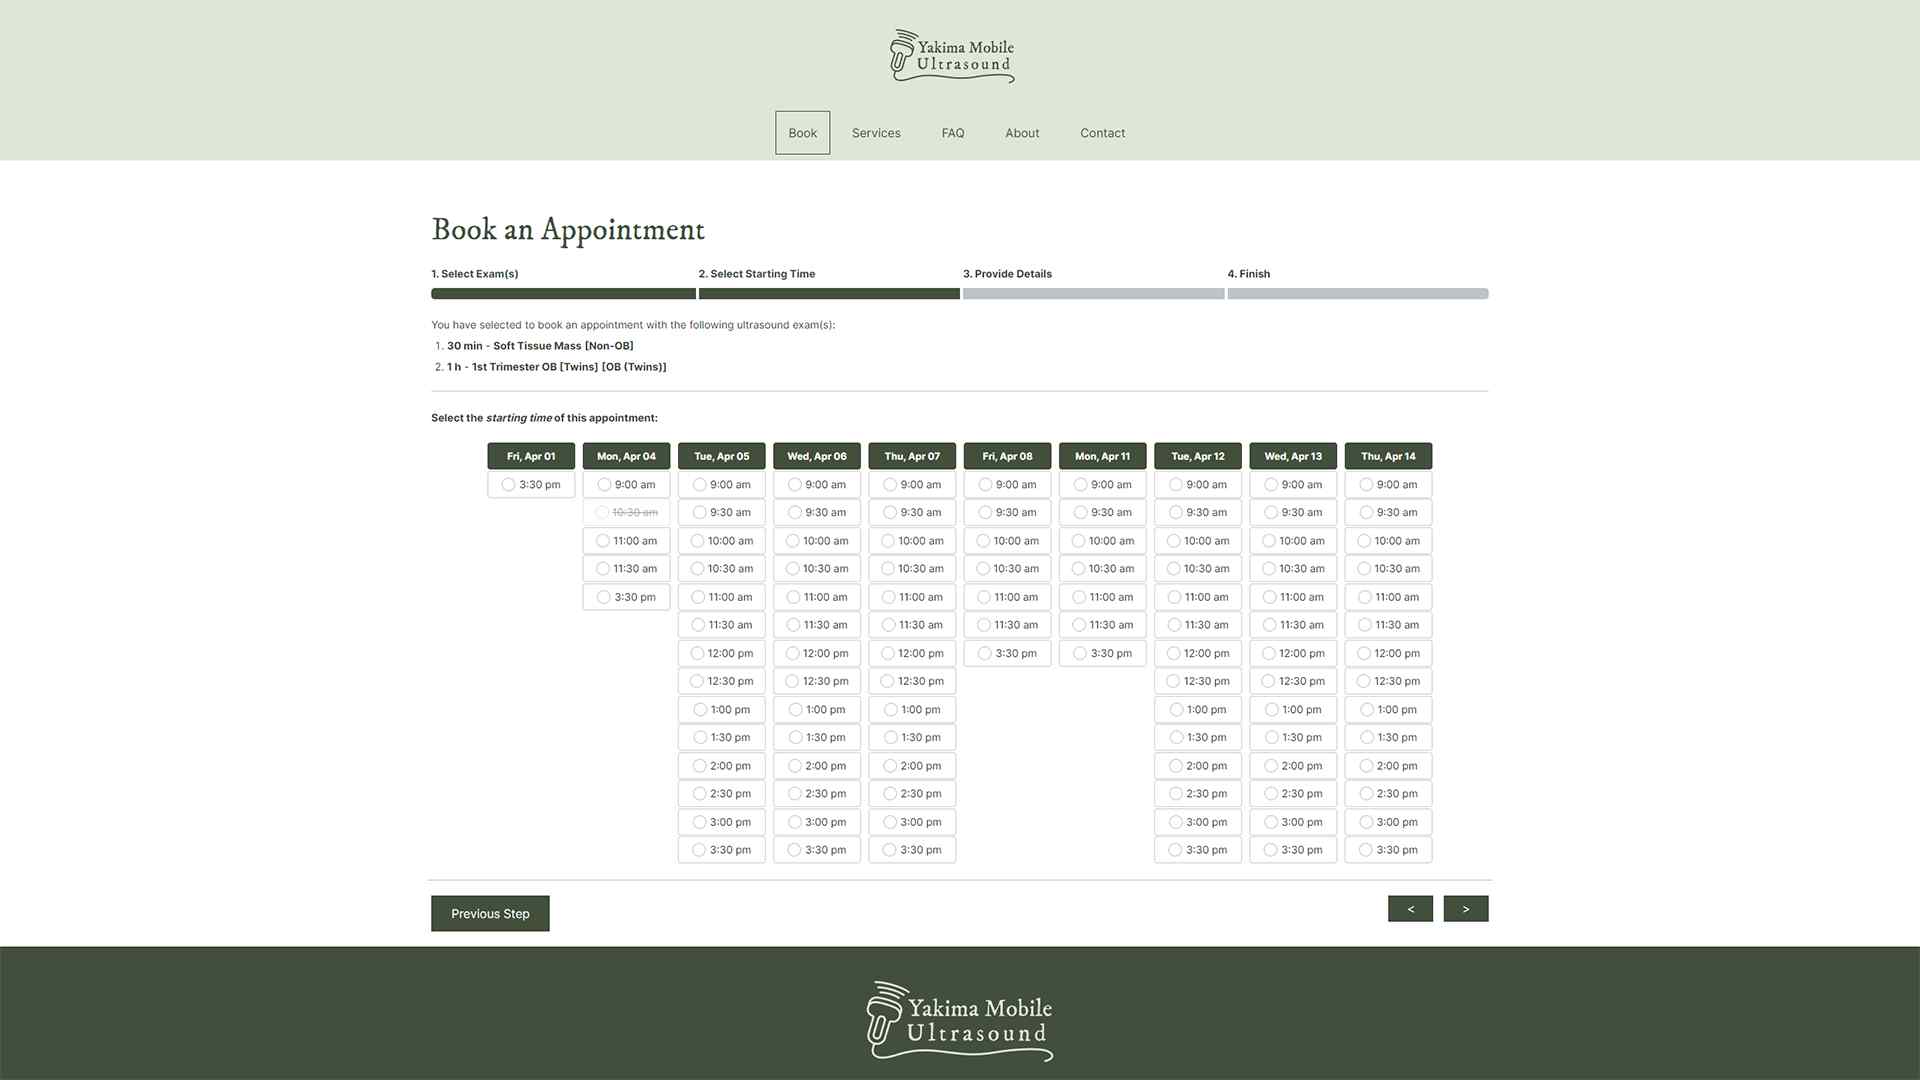 Yakima Mobile
Ultrasound
Book Services FAQ About Contact
Book an Appointment
1. Select Exam(s) 2. Select Starting Time 3. Provide Details 4. Finish
You have selected to book an appointment with the following ultrasound exam(s):
1. 30 min - Soft Tissue Mass [Non-OB]
2. 1 h - 1st Trimester OB [Twins] [OB (Twins)]
Select the starting time of this appointment:
Fri, Apr 01 Mon, Apr 04 Tue, Apr 05 Wed, Apr 06 Thu, Apr 07 Fri, Apr 08 Mon, Apr 11 Tue, Apr 12 Wed, Apr 13 Thu, Apr 14
3:30 pm 9:00 am 9:00 am 9:00 am 9:00 am 9:00 am 9:00 am 9:00 am 9:00 am 9:00 am
10:30 am 9:30 am 9:30 am 9:30 am 9:30 am 9:30 am 9:30 am 9:30 am 9:30 am
11:00 am 10:00 am 10:00 am 10:00 am 10:00 am 10:00 am 10:00 am 10:00 am 10:00 am
11:30 am 10:30 am 10:30 am 10:30 am 10:30 am 10:30 am 10:30 am 10:30 am 10:30 am
3:30 pm 11:00 am 11:00 am 11:00 am 11:00 am 11:00 am 11:00 am 11:00 am 11:00 am
11:30 am 11:30 am 11:30 am 11:30 am 11:30 am 11:30 am 11:30 am 11:30 am
12:00 pm 12:00 pm 12:00 pm 3:30 pm 3:30 pm 12:00 pm 12:00 pm 12:00 pm
12:30 pm 12:30 pm 12:30 pm 12:30 pm 12:30 pm 12:30 pm
1:00 pm 1:00 pm 1:00 pm 1:00 pm 1:00 pm 1:00 pm
1:30 pm 1:30 pm 1:30 pm 1:30 pm 1:30 pm 1:30 pm
2:00 pm 2:00 pm 2:00 pm 2:00 pm 2:00 pm 2:00 pm
2:30 pm 2:30 pm 2:30 pm 2:30 pm 2:30 pm 2:30 pm
3:00 pm 3:00 pm 3:00 pm 3:00 pm 3:00 pm 3:00 pm
3:30 pm 3:30 pm 3:30 pm 3:30 pm 3:30 pm 3:30 pm
Previous Step < >
Yakima Mobile
Ultrasound